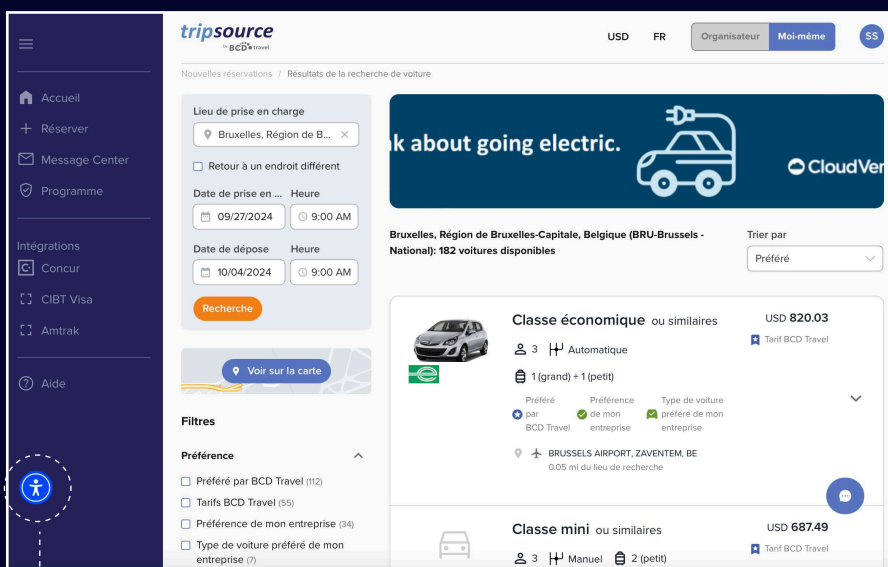 tripsource
by BCD travel
USD
FR
Organisateur
Moi-même
SS
Nouvelles réservations / Résultats de la recherche de voiture
Accueil
Réserver
Message Center
Programme
Intégrations
Concur
CIBT Visa
Amtrak
Aide
Lieu de prise en charge
Bruxelles, Région de B...
Retour à un endroit différent
Date de prise en ... Heure
09/27/2024 9:00 AM
Date de dépose Heure
10/04/2024 9:00 AM
Recherche
Voir sur la carte
Filtres
Préférence
Préféré par BCD Travel (112)
Tarifs BCD Travel (55)
Préférence de mon entreprise (34)
Type de voiture préféré de mon
entreprise (7)
k about going electric.
CloudVer
Bruxelles, Région de Bruxelles-Capitale, Belgique (BRU-Brussels -
National): 182 voitures disponibles
Trier par
Préféré
Classe économique ou similaires
USD 820.03
Tarif BCD Travel
3 Automatique
1 (grand) + 1 (petit)
Préféré
par
BCD Travel
Préférence
de mon
entreprise
Type de voiture
préféré de mon
entreprise
BRUSSELS AIRPORT, ZAVENTEM, BE
0.05 mi du lieu de recherche
Classe mini ou similaires
USD 687.49
Tarif BCD Travel
3 Manuel 2 (petit)